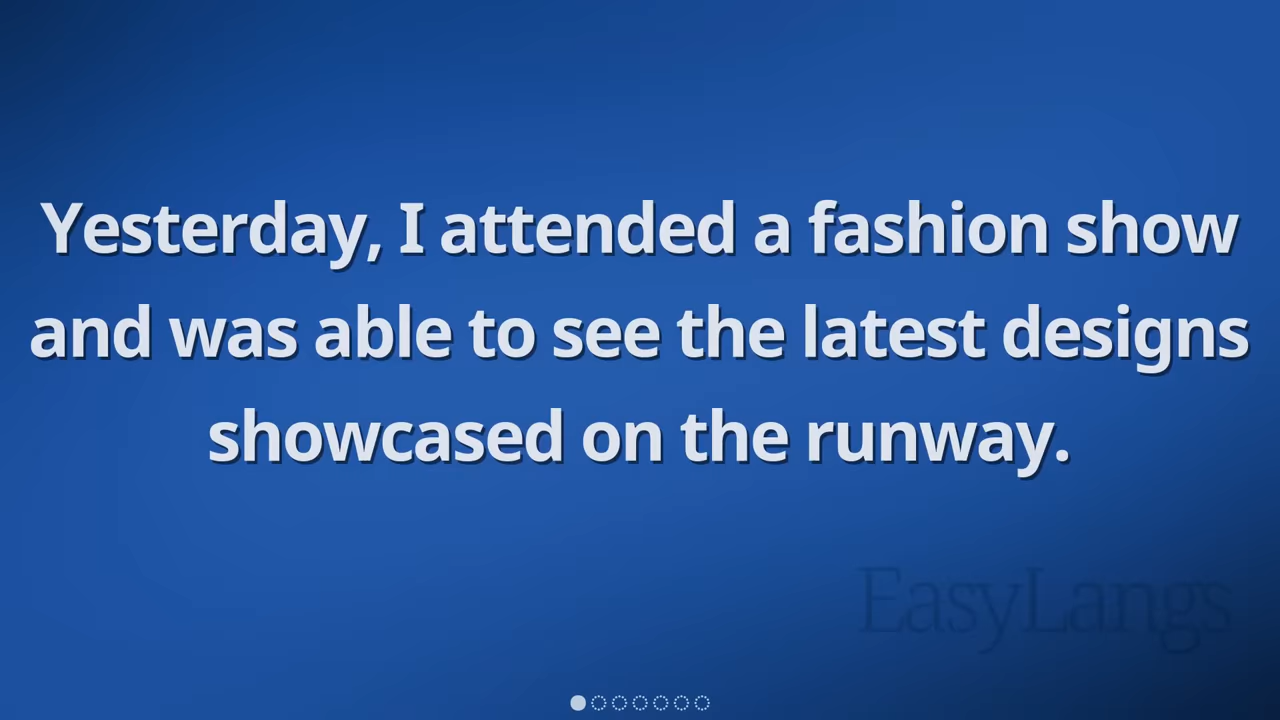 Yesterday, I attended a fashion show
and was able to see the latest designs
showcased on the runway.
EasyLangs